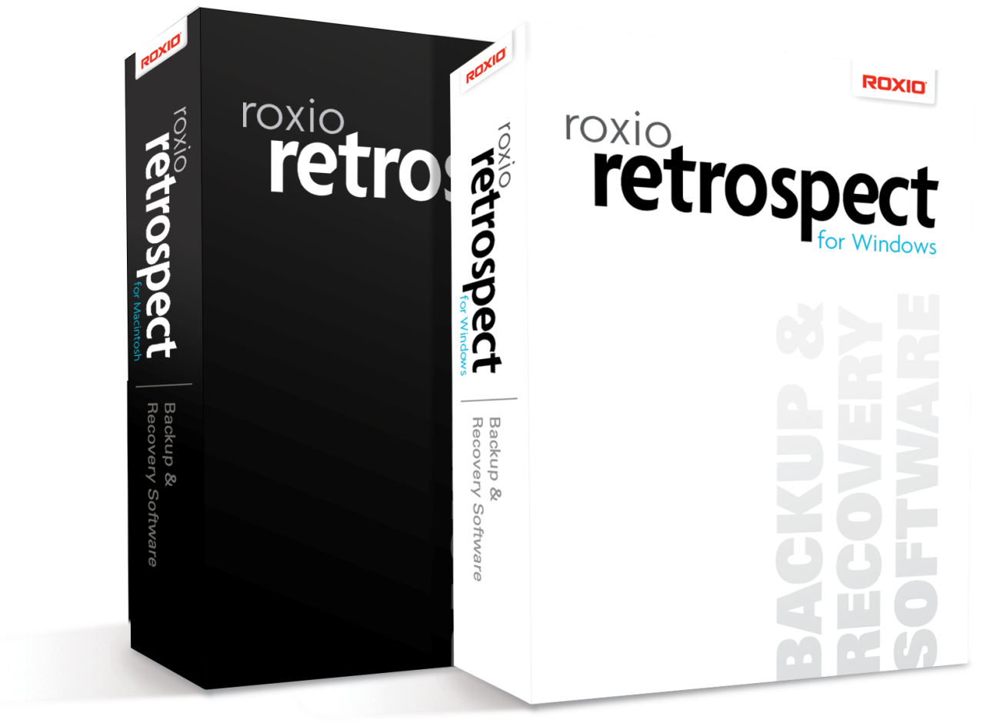 ROXIO
roxio
retrospect
for Macintosh
Backup &
Recovery Software
roxio
retros
ROXIO
roxio
retrospect
for Windows
Backup &
Recovery Software
ROXIO
roxio
retrospect
for Windows
BACKUP &
RECOVERY
SOFTWARE